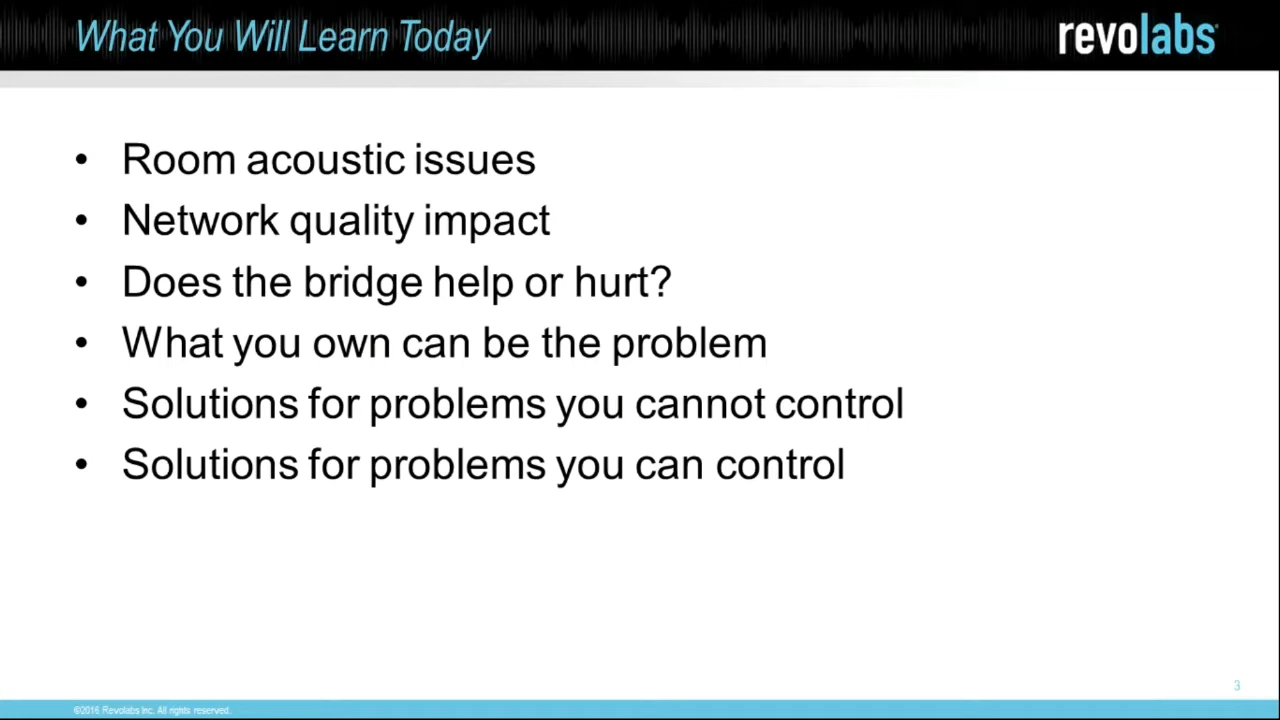 What You Will Learn Today
revolabs
• Room acoustic issues
• Network quality impact
• Does the bridge help or hurt?
• What you own can be the problem
• Solutions for problems you cannot control
• Solutions for problems you can control
3
©2016 Revolabs Inc. All rights reserved.